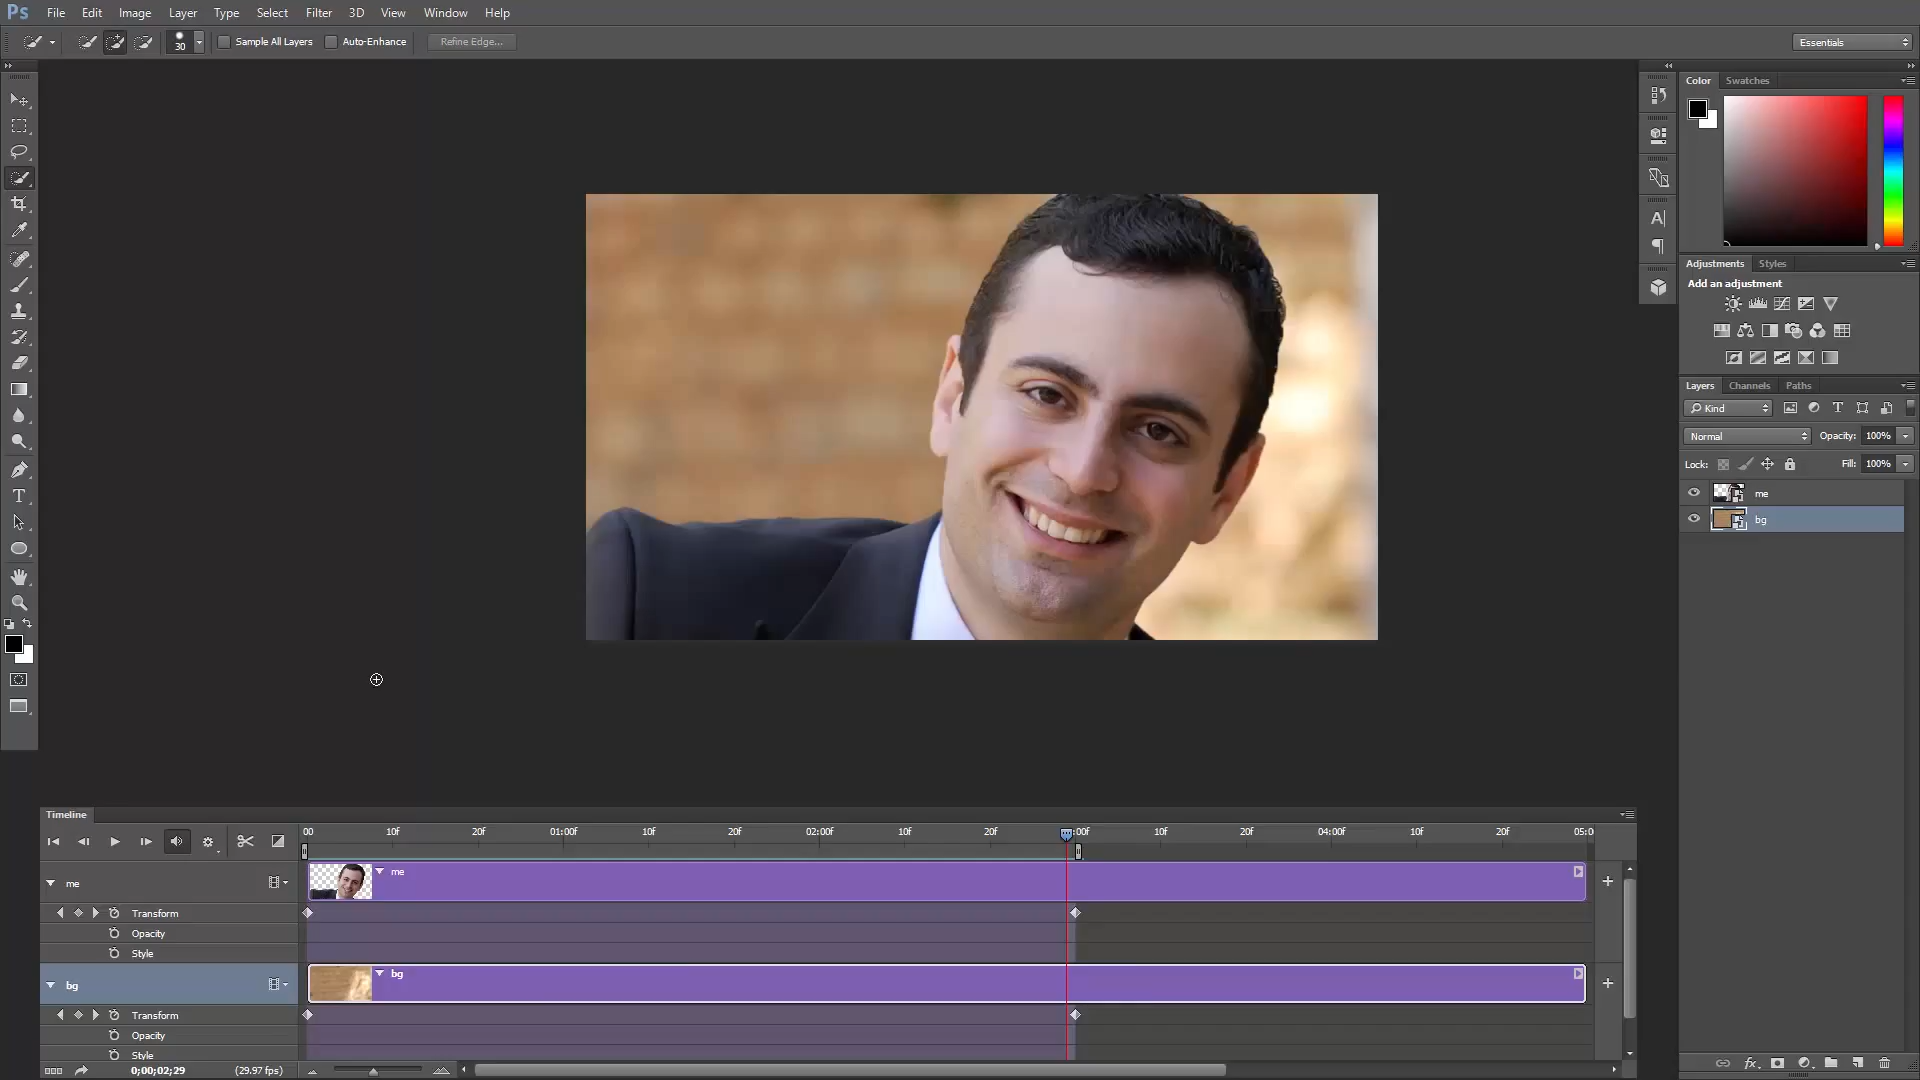 Ps File Edit Image Layer Type Select Filter 3D View Window Help
30 Sample All Layers Auto-Enhance Refine Edge... Essentials
Color Swatches
Adjustments Styles
Add an adjustment
Layers Channels Paths
Kind
Normal Opacity: 100%
Lock: Fill: 100%
me
bg
Timeline
00 10f 20f 01:00f 10f 20f 02:00f 10f 20f :00f 10f 20f 04:00f 10f 20f 05:0
me me
Transform
Opacity
Style
bg bg
Transform
Opacity
Style
0;00;02;29 (29.97 fps)